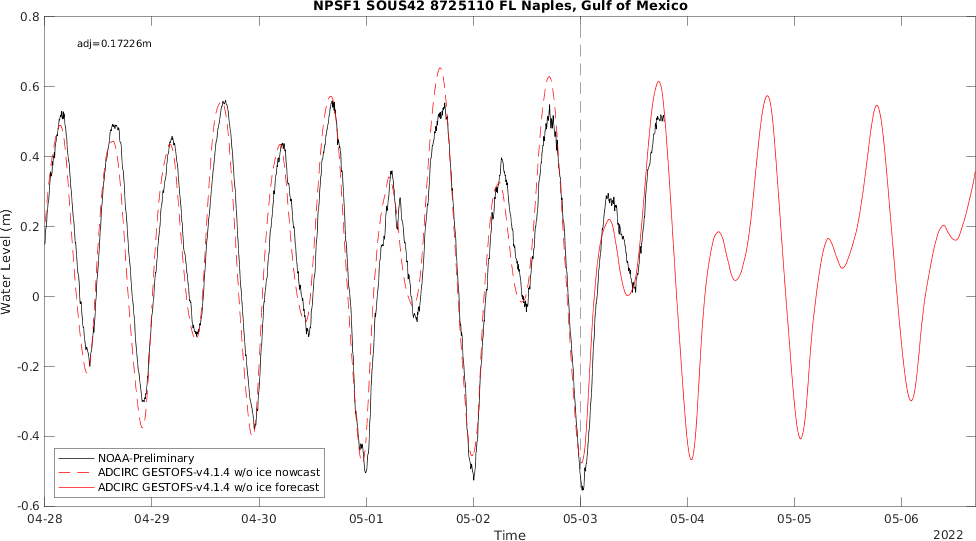 NPSF1 SOUS42 8725110 FL Naples, Gulf of Mexico
adj=0.17226m
0.8
0.6
0.4
0.2
0
-0.2
-0.4
-0.6
Water Level (m)
NOAA-Preliminary
ADCIRC GESTOFS-v4.1.4 w/o ice nowcast
ADCIRC GESTOFS-v4.1.4 w/o ice forecast
04-28 04-29 04-30 05-01 05-02 05-03 05-04 05-05 05-06
Time
2022